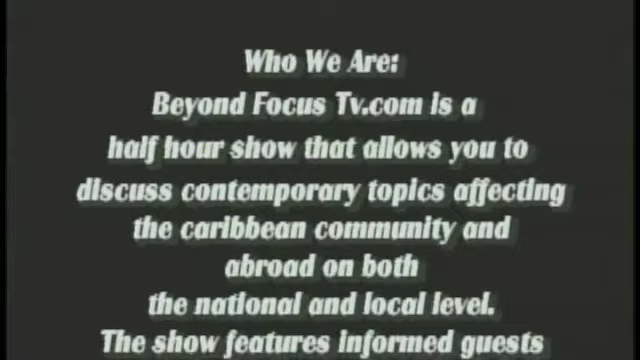 Who We Are:
Beyond Focus Tv.com is a
half hour show that allows you to
discuss contemporary topics affecting
the caribbean community and
abroad on both
the national and local level.
The show features informed guests